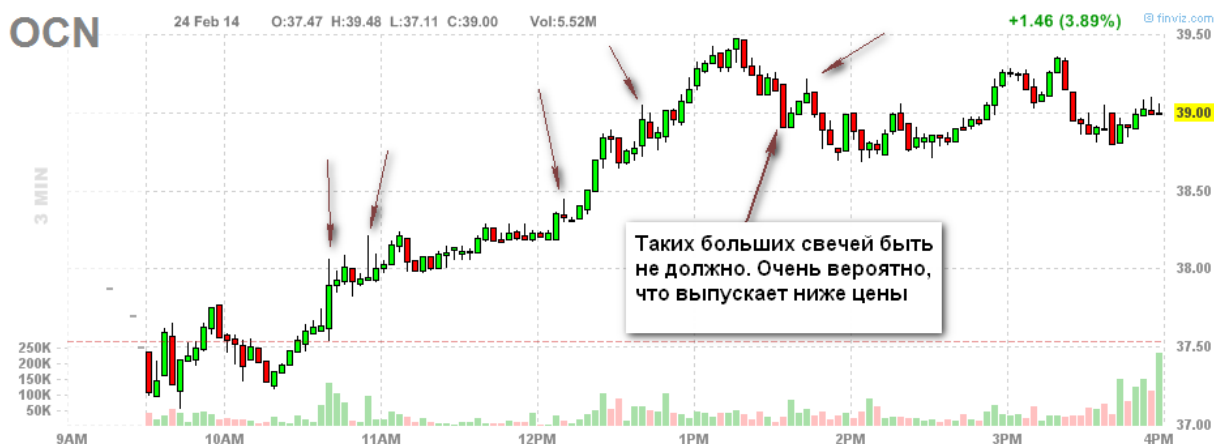 OCN 24 Feb 14 O:37.47 H:39.48 L:37.11 C:39.00 Vol:5.52M +1.46 (3.89%) © finviz.com
39.50
39.00
3 MIN
38.50
Таких больших свечей быть
не должно. Очень вероятно,
что выпускает ниже цены
38.00
250K 37.50
200K
150K
100K
50K
37.00
9AM 10AM 11AM 12PM 1PM 2PM 3PM 4PM